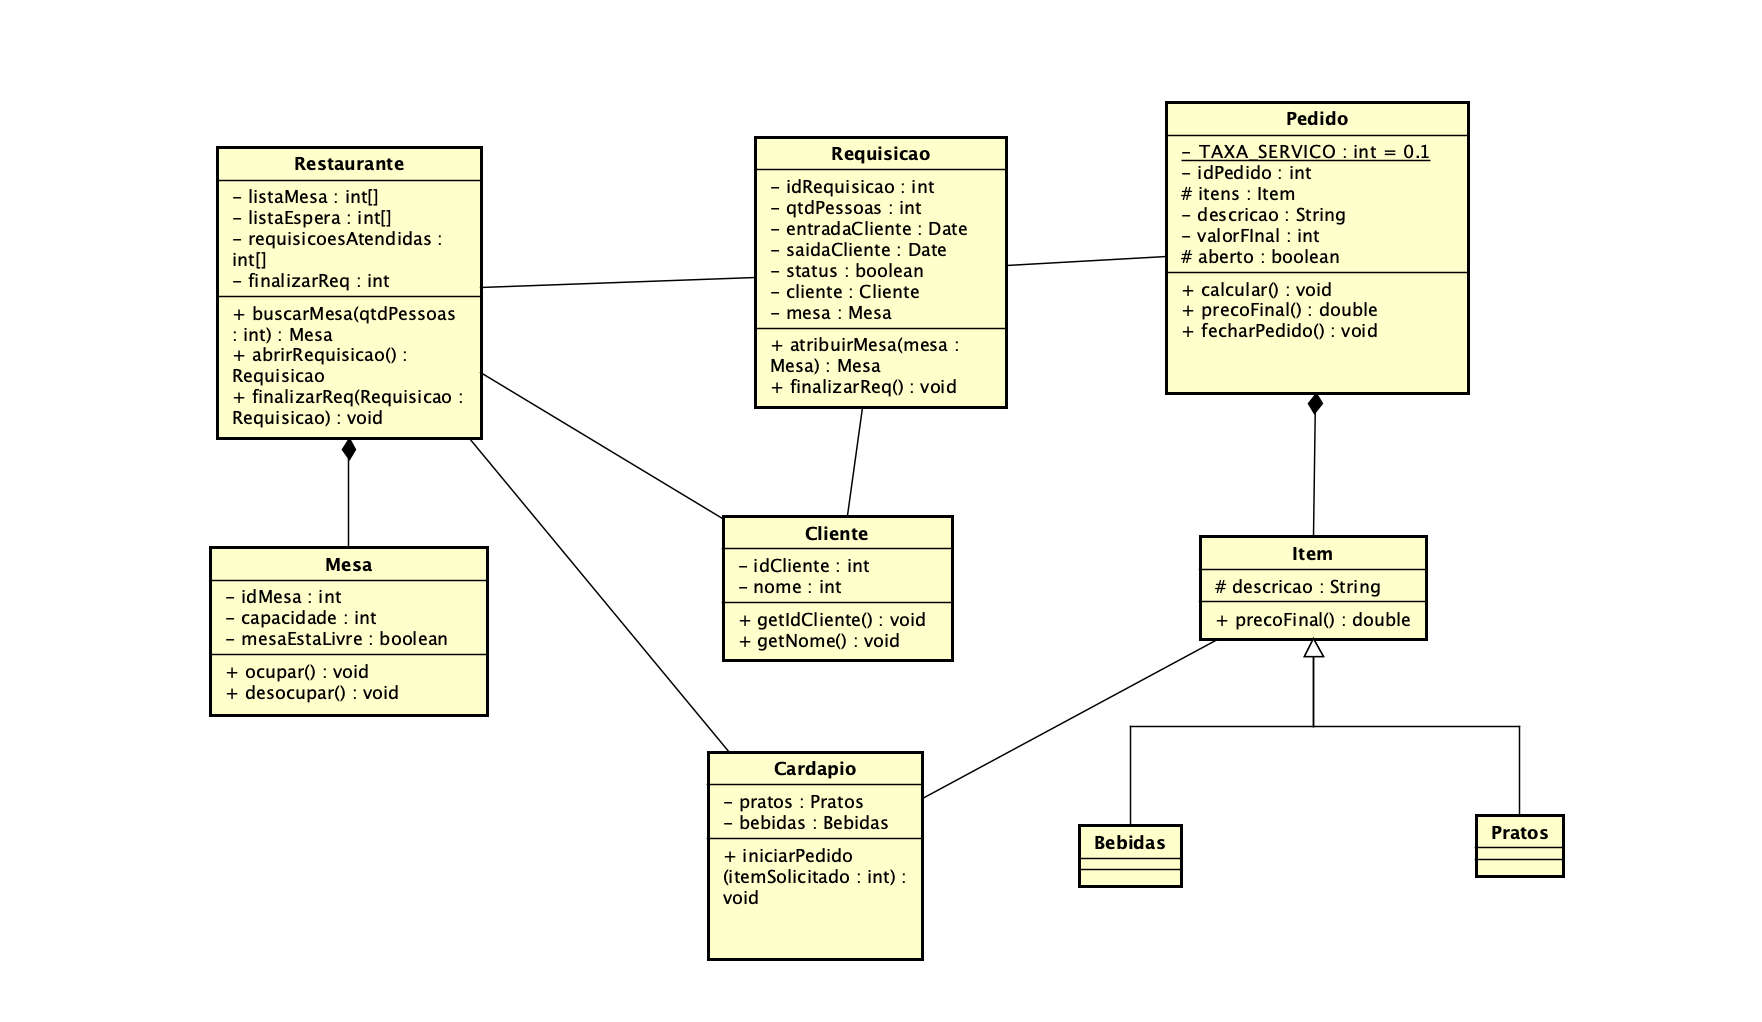 Restaurante
- listaMesa : int[]
- listaEspera : int[]
- requisicoesAtendidas :
int[]
- finalizarReq : int
+ buscarMesa(qtdPessoas
: int) : Mesa
+ abrirRequisicao() :
Requisicao
+ finalizarReq(Requisicao :
Requisicao) : void
Requisicao
- idRequisicao : int
- qtdPessoas : int
- entradaCliente : Date
- saidaCliente : Date
- status : boolean
- cliente : Cliente
- mesa : Mesa
+ atribuirMesa(mesa :
Mesa) : Mesa
+ finalizarReq() : void
Pedido
- TAXA_SERVICO : int = 0.1
- idPedido : int
# itens : Item
- descricao : String
- valorFInal : int
# aberto : boolean
+ calcular() : void
+ precoFinal() : double
+ fecharPedido() : void
Mesa
- idMesa : int
- capacidade : int
- mesaEstaLivre : boolean
+ ocupar() : void
+ desocupar() : void
Cliente
- idCliente : int
- nome : int
+ getIdCliente() : void
+ getNome() : void
Item
# descricao : String
+ precoFinal() : double
Cardapio
- pratos : Pratos
- bebidas : Bebidas
+ iniciarPedido
(itemSolicitado : int) :
void
Bebidas
Pratos